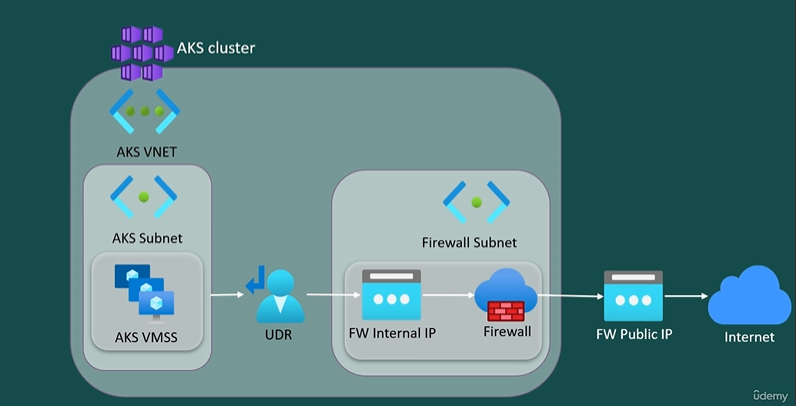 AKS cluster
AKS VNET
AKS Subnet
Firewall Subnet
AKS VMSS
UDR
FW Internal IP
Firewall
FW Public IP
Internet
ûdemy